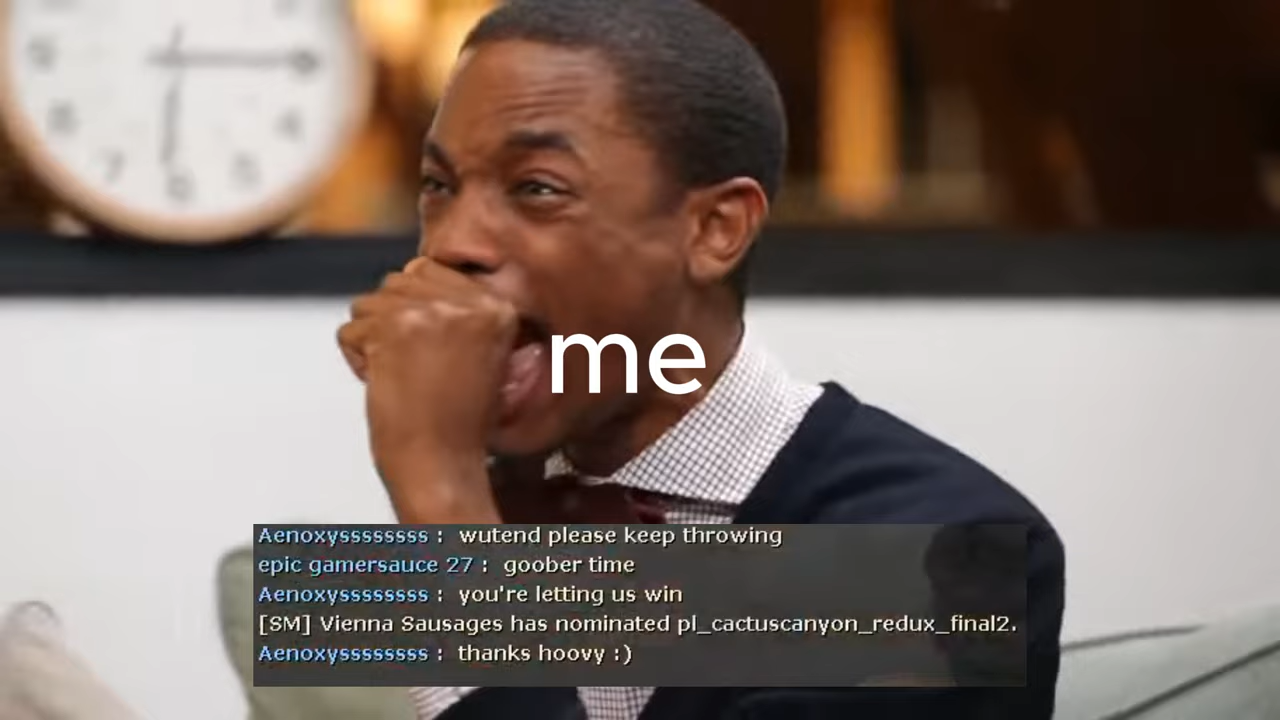 me
Aenoxyssssssss :  wutend please keep throwing
epic gamersauce 27 :  goober time
Aenoxyssssssss :  you're letting us win
[SM] Vienna Sausages has nominated pl_cactuscanyon_redux_final2.
Aenoxyssssssss :  thanks hoovy :)